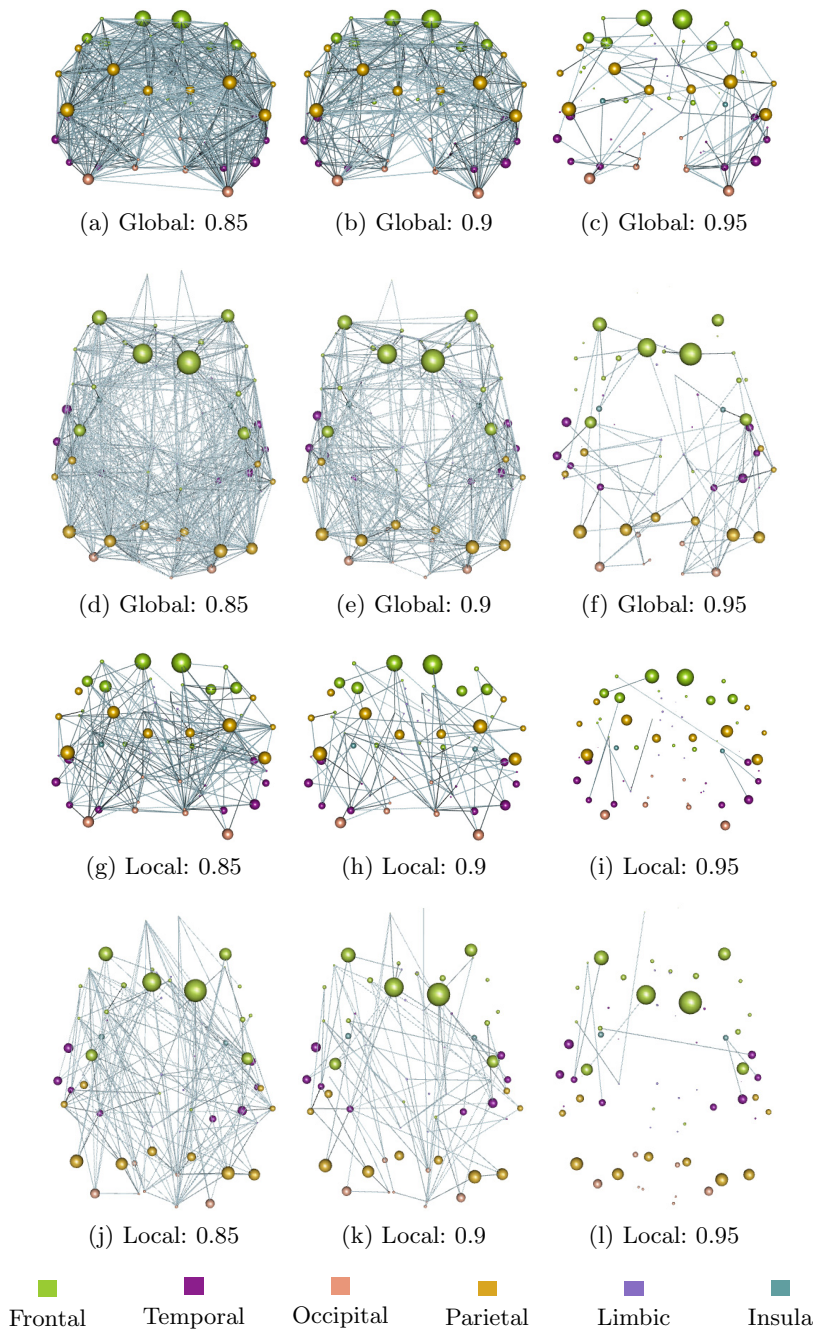 (a) Global: 0.85 (b) Global: 0.9 (c) Global: 0.95
(d) Global: 0.85 (e) Global: 0.9 (f) Global: 0.95
(g) Local: 0.85 (h) Local: 0.9 (i) Local: 0.95
(j) Local: 0.85 (k) Local: 0.9 (l) Local: 0.95
Frontal Temporal Occipital Parietal Limbic Insula